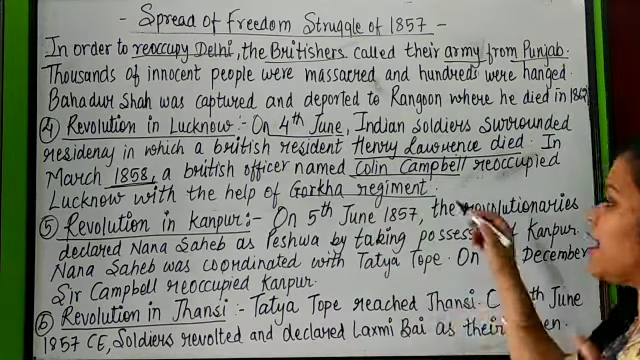 - Spread of Freedom Struggle of 1857 -
In order to reoccupy Delhi, the Britishers called their army from Punjab.
Thousands of innocent people were massacred and hundreds were hanged.
Bahadur Shah was captured and deported to Rangoon where he died in 1862.
④ Revolution in Lucknow :- On 4th June, Indian Soldiers surrounded
residency in which a british resident Henry Lawrence died. In
March 1858, a british officer named Colin Campbell reoccupied
Lucknow with the help of Gorkha regiment.
⑤ Revolution in Kanpur :- On 5th June 1857, the revolutionaries
declared Nana Saheb as Peshwa by taking Kanpur.
Nana Saheb was coordinated with Tatya Tope. On December
Sir Campbell reoccupied Kanpur.
⑥ Revolution in Jhansi :- Tatya Tope reached Jhansi. June
1857 CE, Soldiers revolted and declared Laxmi Bai as their